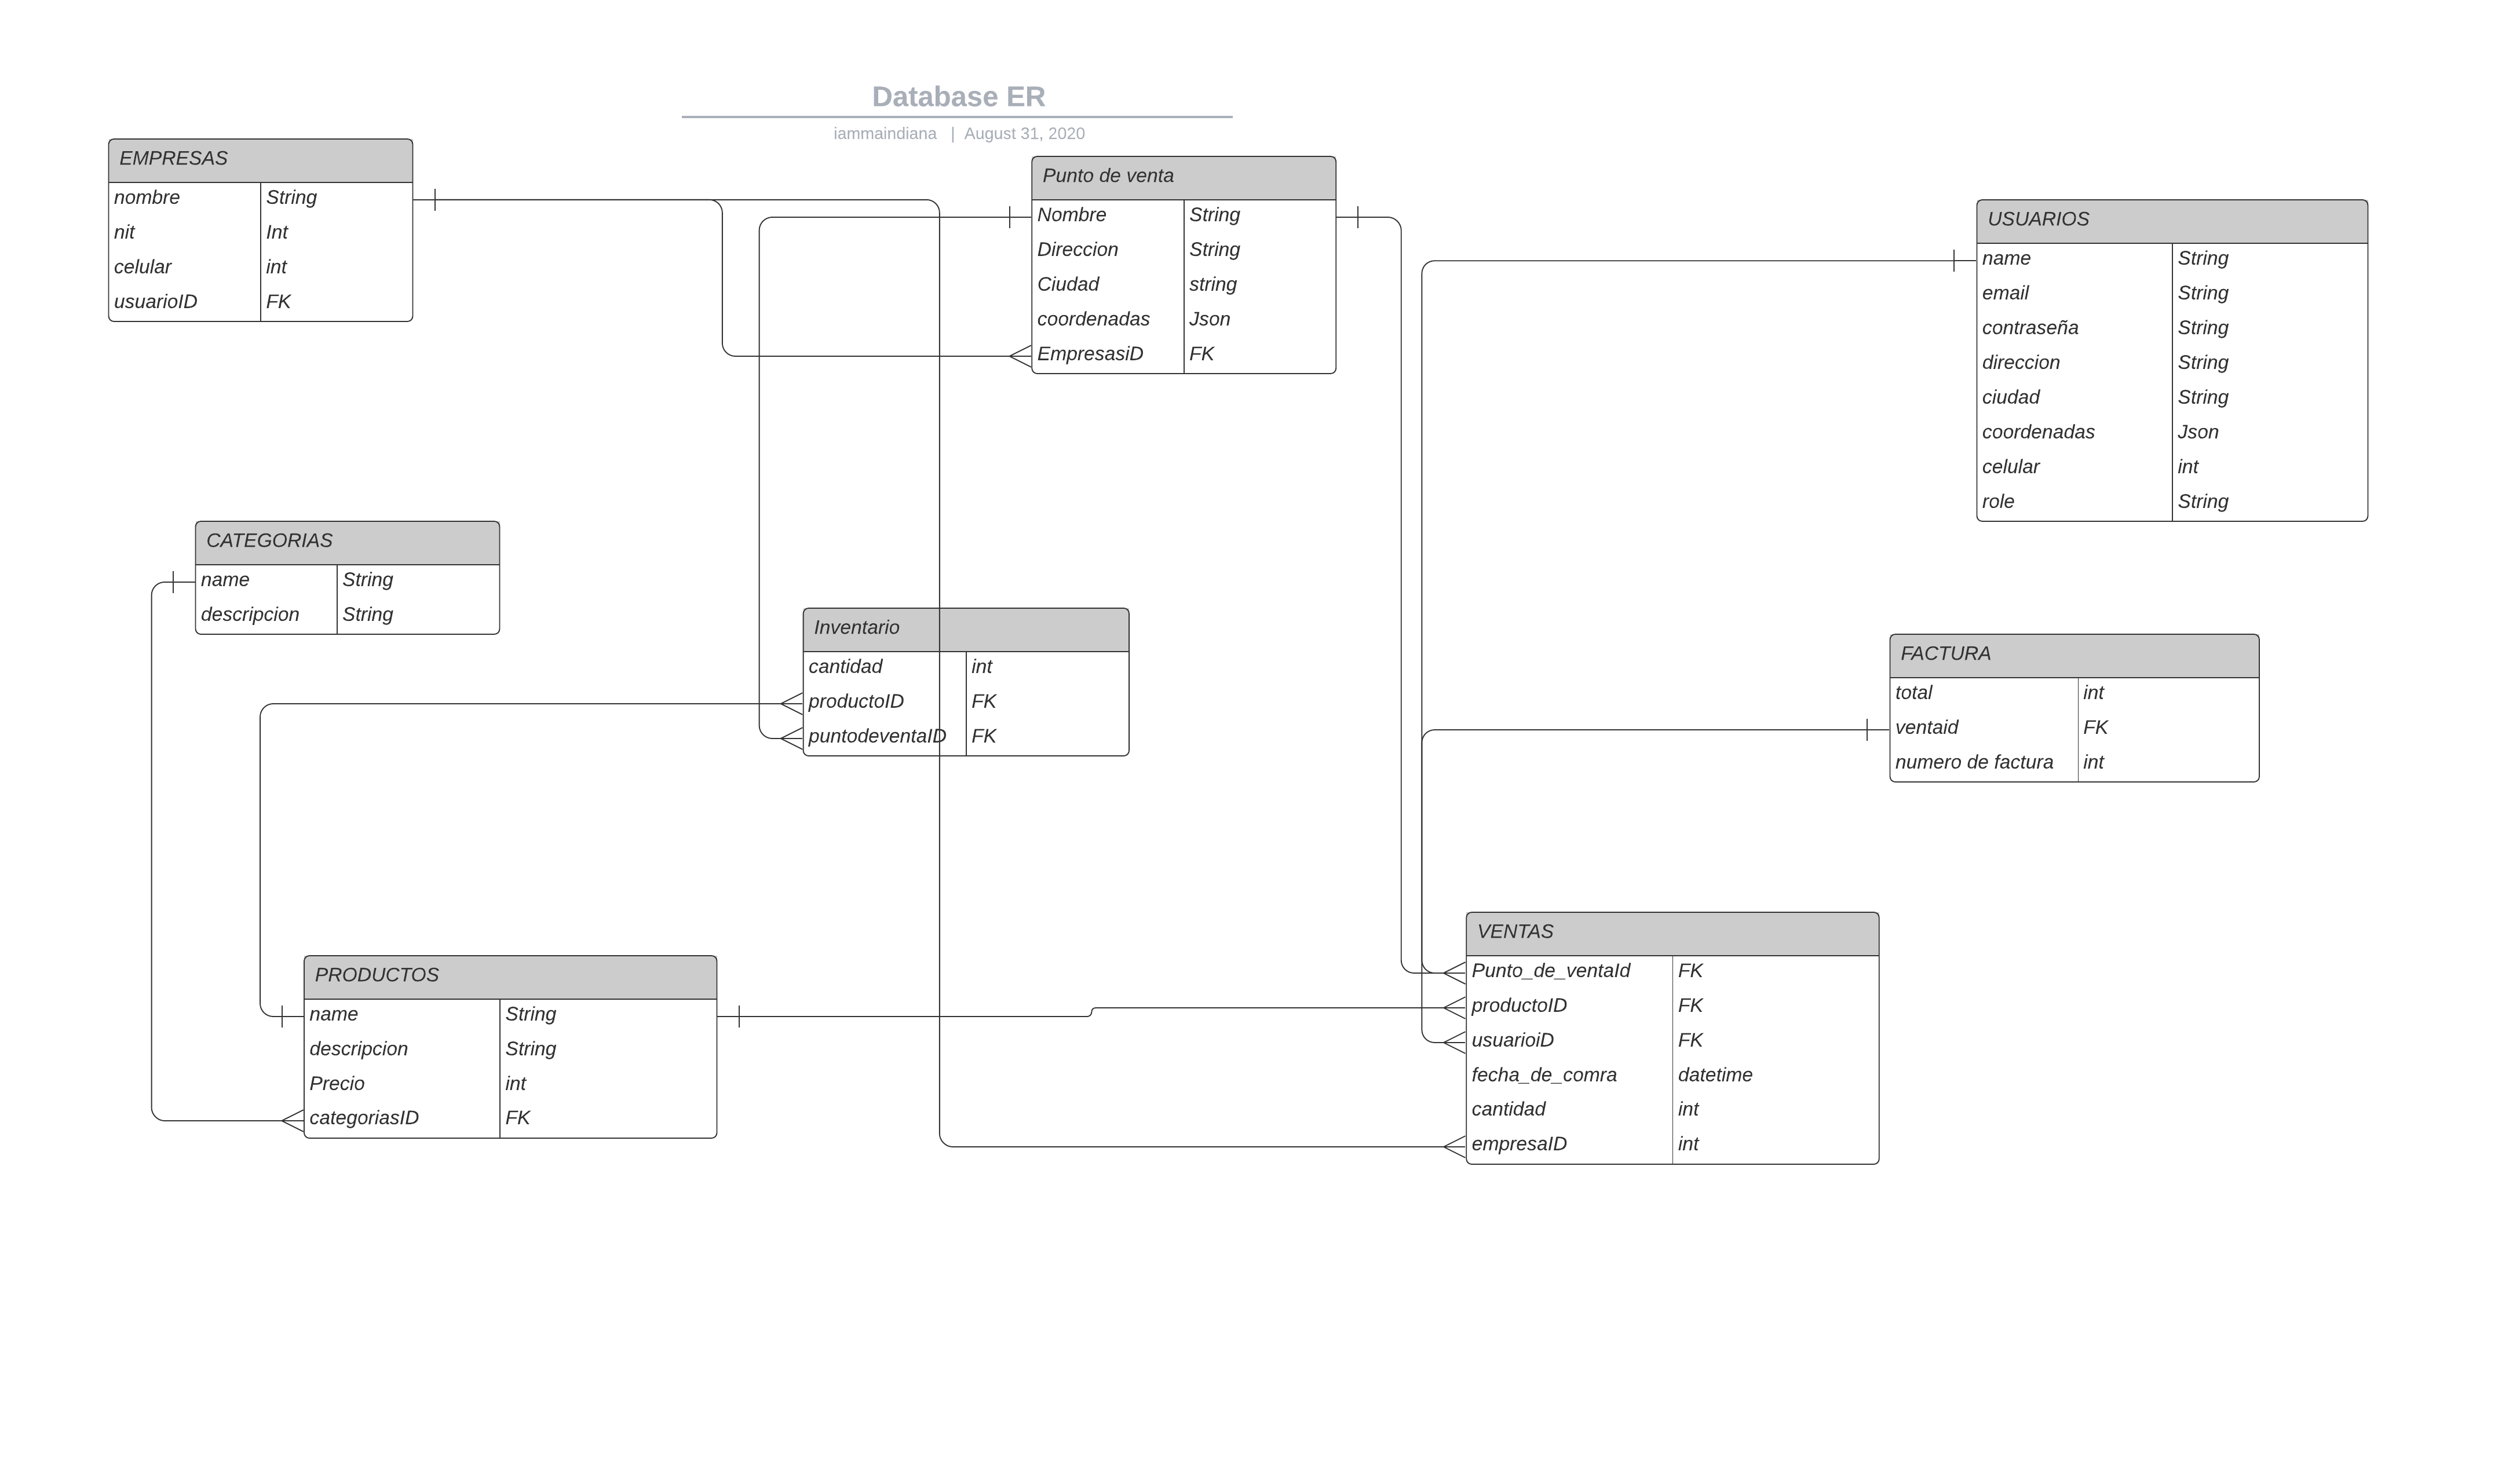 Database ER
iammaindiana | August 31, 2020
EMPRESAS
nombre String
nit Int
celular int
usuarioID FK
Punto de venta
Nombre String
Direccion String
Ciudad string
coordenadas Json
EmpresasiD FK
USUARIOS
name String
email String
contraseña String
direccion String
ciudad String
coordenadas Json
celular int
role String
CATEGORIAS
name String
descripcion String
Inventario
cantidad int
productoID FK
puntodeventaID FK
FACTURA
total int
ventaid FK
numero de factura int
PRODUCTOS
name String
descripcion String
Precio int
categoriasID FK
VENTAS
Punto_de_ventaId FK
productoID FK
usuarioiD FK
fecha_de_comra datetime
cantidad int
empresaID int